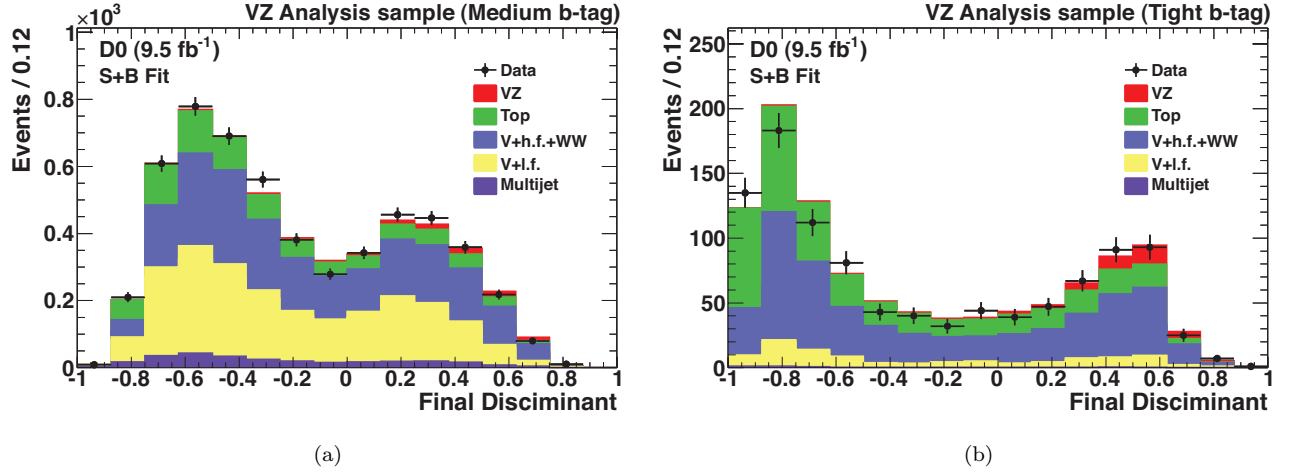 VZ Analysis sample (Medium b-tag)
×10³
D0 (9.5 fb⁻¹)
S+B Fit
Data
VZ
Top
V+h.f.+WW
V+l.f.
Multijet
Events / 0.12
1
0.8
0.6
0.4
0.2
0
-1 -0.8 -0.6 -0.4 -0.2 0 0.2 0.4 0.6 0.8 1
Final Disciminant
(a)
VZ Analysis sample (Tight b-tag)
D0 (9.5 fb⁻¹)
S+B Fit
Data
VZ
Top
V+h.f.+WW
V+l.f.
Multijet
Events / 0.12
250
200
150
100
50
0
-1 -0.8 -0.6 -0.4 -0.2 0 0.2 0.4 0.6 0.8 1
Final Disciminant
(b)